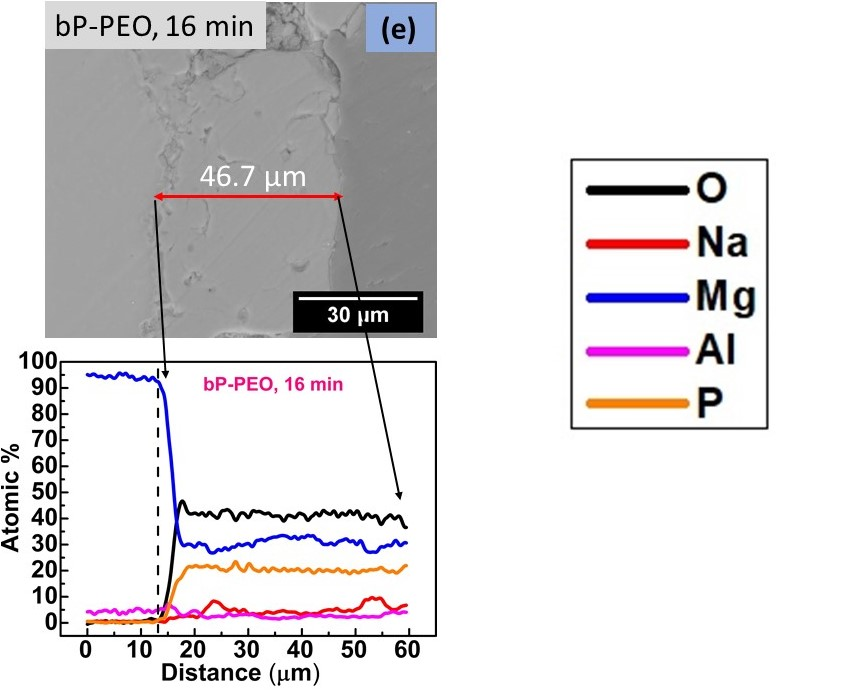 bP-PEO, 16 min
(e)
46.7 µm
30 µm
100
90
80
70
60
50
40
30
20
10
0
Atomic %
bP-PEO, 16 min
0 10 20 30 40 50 60
Distance (µm)
O
Na
Mg
Al
P